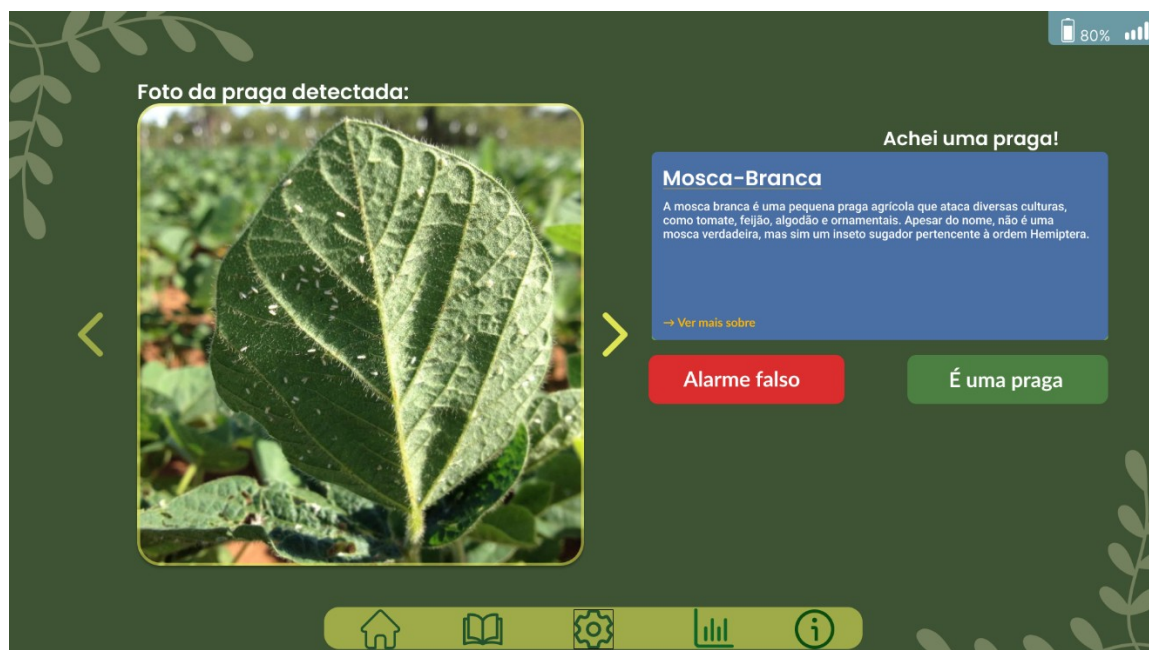 80%
Foto da praga detectada:
Achei uma praga!
Mosca-Branca
A mosca branca é uma pequena praga agrícola que ataca diversas culturas,
como tomate, feijão, algodão e ornamentais. Apesar do nome, não é uma
mosca verdadeira, mas sim um inseto sugador pertencente à ordem Hemiptera.
→ Ver mais sobre
Alarme falso
É uma praga